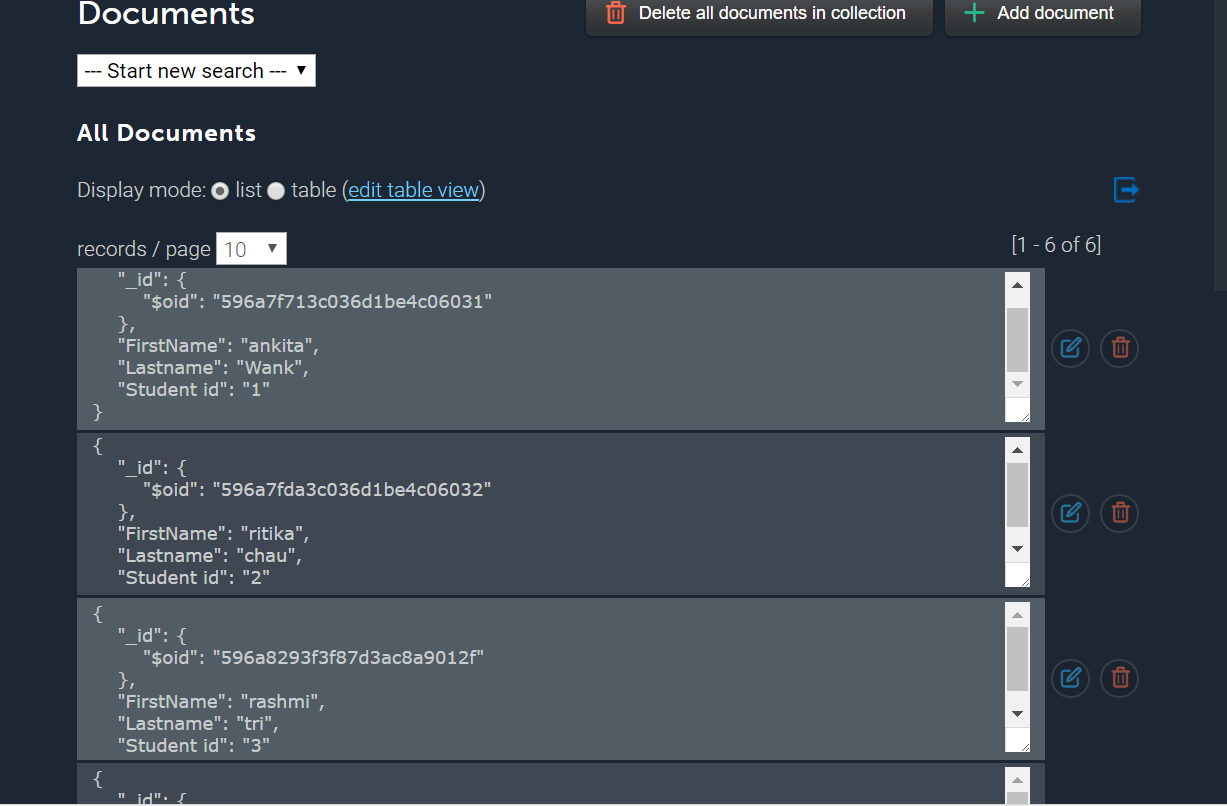 Documents
Delete all documents in collection
Add document
--- Start new search ---
All Documents
Display mode: list table (edit table view)
records / page 10
[1 - 6 of 6]
"_id": {
"$oid": "596a7f713c036d1be4c06031"
},
"FirstName": "ankita",
"Lastname": "Wank",
"Student id": "1"
}
{
"_id": {
"$oid": "596a7fda3c036d1be4c06032"
},
"FirstName": "ritika",
"Lastname": "chau",
"Student id": "2"
{
"_id": {
"$oid": "596a8293f3f87d3ac8a9012f"
},
"FirstName": "rashmi",
"Lastname": "tri",
"Student id": "3"
{
"_id": {